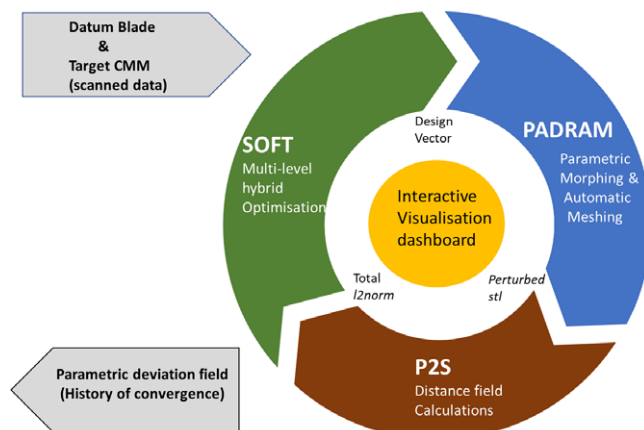 Datum Blade
&
Target CMM
(scanned data)
Design
Vector
SOFT
Multi-level
hybrid
Optimisation
PADRAM
Parametric
Morphing &
Automatic
Meshing
Interactive
Visualisation
dashboard
Total
l2norm
Perturbed
stl
P2S
Distance field
Calculations
Parametric deviation field
(History of convergence)